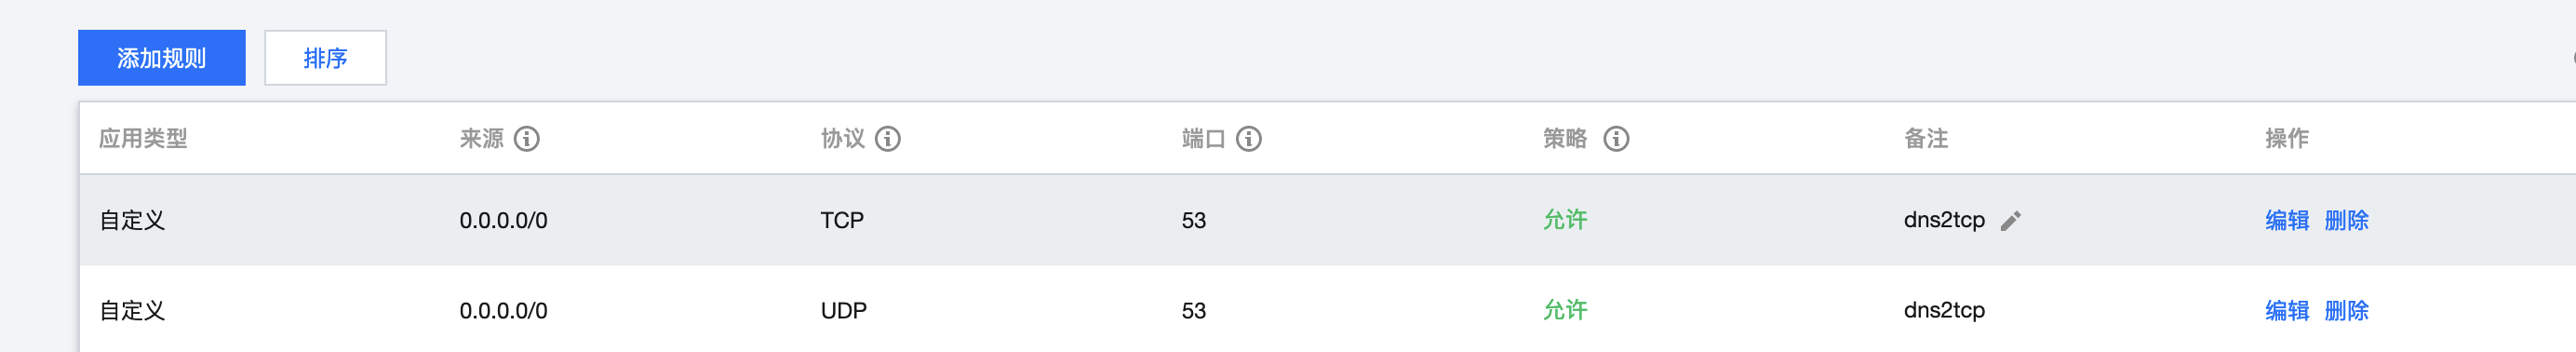 添加规则 排序
应用类型 来源 协议 端口 策略 备注 操作
自定义 0.0.0.0/0 TCP 53 允许 dns2tcp 编辑 删除
自定义 0.0.0.0/0 UDP 53 允许 dns2tcp 编辑 删除